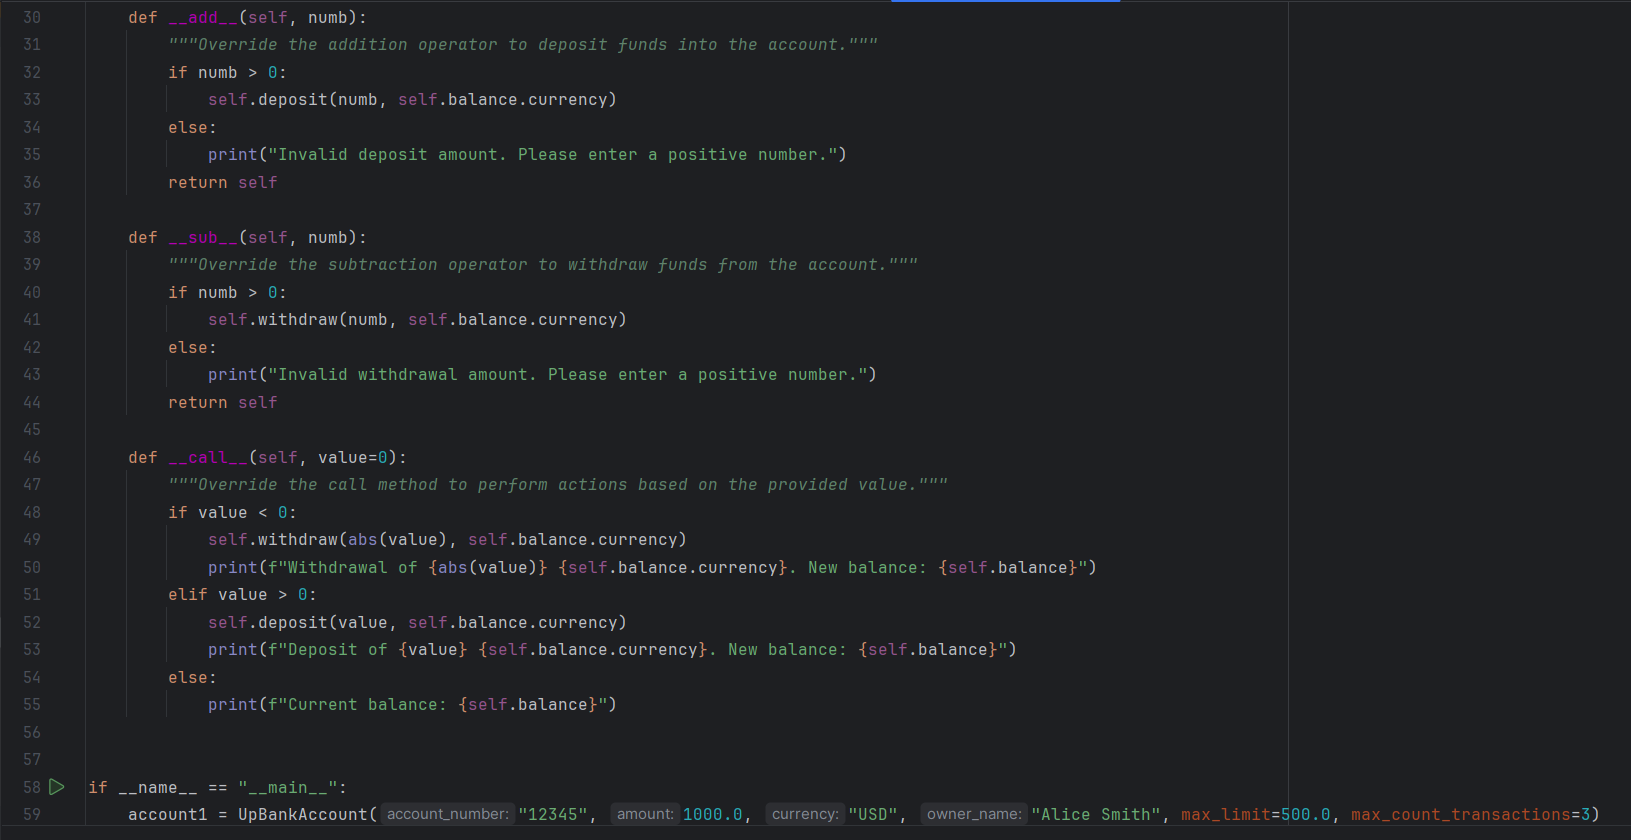 30 def __add__(self, numb):
31 """Override the addition operator to deposit funds into the account."""
32 if numb > 0:
33 self.deposit(numb, self.balance.currency)
34 else:
35 print("Invalid deposit amount. Please enter a positive number.")
36 return self
37
38 def __sub__(self, numb):
39 """Override the subtraction operator to withdraw funds from the account."""
40 if numb > 0:
41 self.withdraw(numb, self.balance.currency)
42 else:
43 print("Invalid withdrawal amount. Please enter a positive number.")
44 return self
45
46 def __call__(self, value=0):
47 """Override the call method to perform actions based on the provided value."""
48 if value < 0:
49 self.withdraw(abs(value), self.balance.currency)
50 print(f"Withdrawal of {abs(value)} {self.balance.currency}. New balance: {self.balance}")
51 elif value > 0:
52 self.deposit(value, self.balance.currency)
53 print(f"Deposit of {value} {self.balance.currency}. New balance: {self.balance}")
54 else:
55 print(f"Current balance: {self.balance}")
56
57
58 if __name__ == "__main__":
59 account1 = UpBankAccount( account_number: "12345", amount: 1000.0, currency: "USD", owner_name: "Alice Smith", max_limit=500.0, max_count_transactions=3)